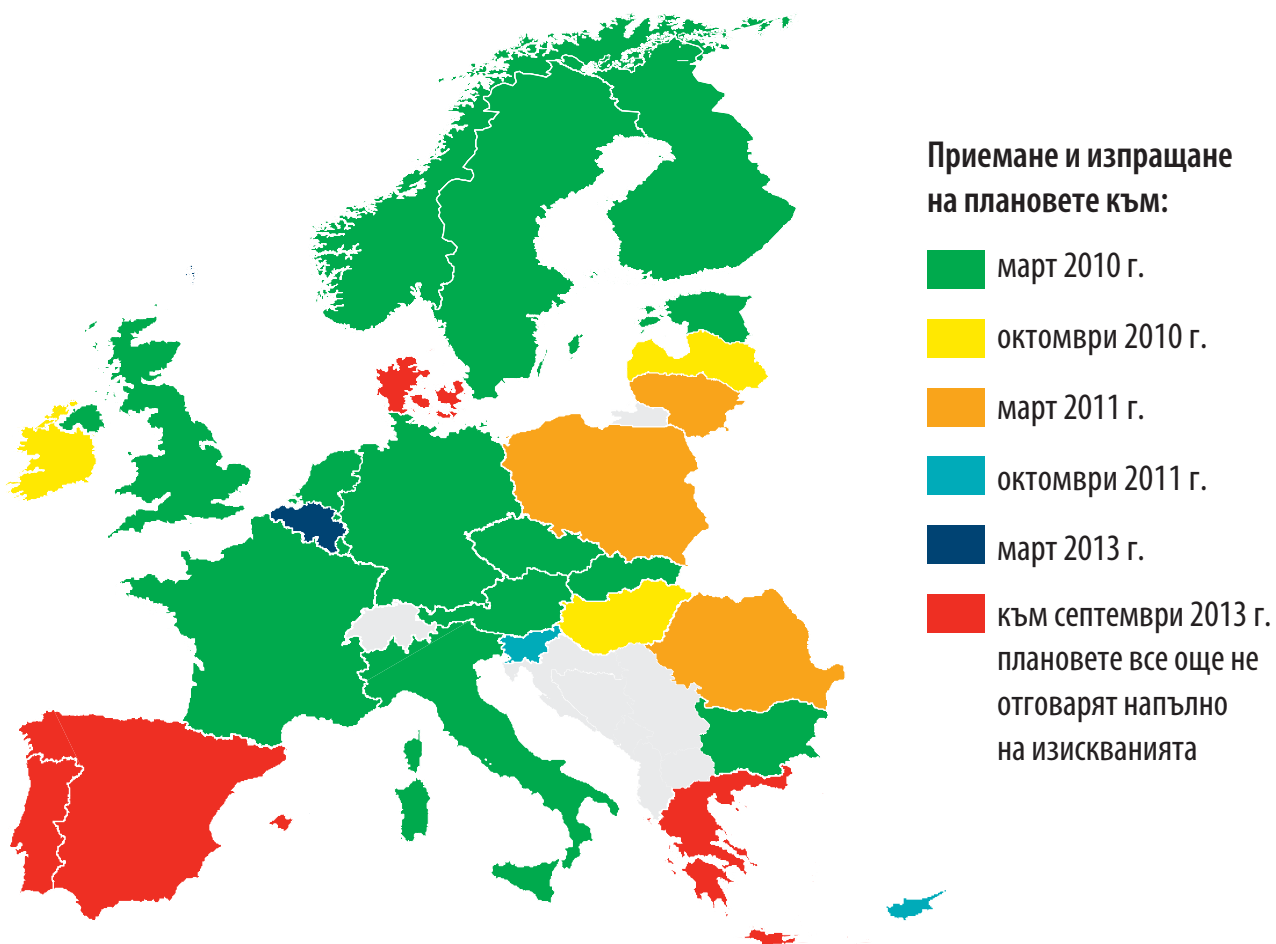 Приемане и изпращане
на плановете към:
март 2010 г.
октомври 2010 г.
март 2011 г.
октомври 2011 г.
март 2013 г.
към септември 2013 г.
плановете все още не
отговарят напълно
на изискванията